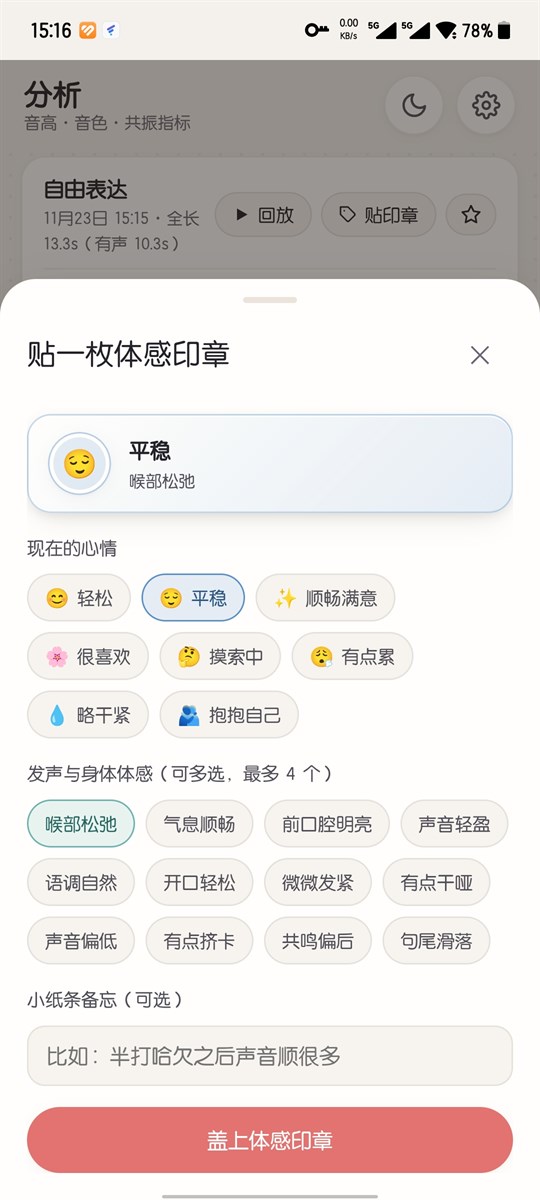 15:16 0.00 KB/s 5G 5G 78%
分析
音高·音色·共振指标
自由表达
11月23日 15:15 · 全长
13.3s（有声 10.3s）
回放 贴印章
贴一枚体感印章
平稳
喉部松弛
现在的心情
轻松 平稳 顺畅满意
很喜欢 摸索中 有点累
略干紧 抱抱自己
发声与身体体感（可多选，最多 4 个）
喉部松弛 气息顺畅 前口腔明亮 声音轻盈
语调自然 开口轻松 微微发紧 有点干哑
声音偏低 有点挤卡 共鸣偏后 句尾滑落
小纸条备忘（可选）
比如：半打哈欠之后声音顺很多
盖上体感印章